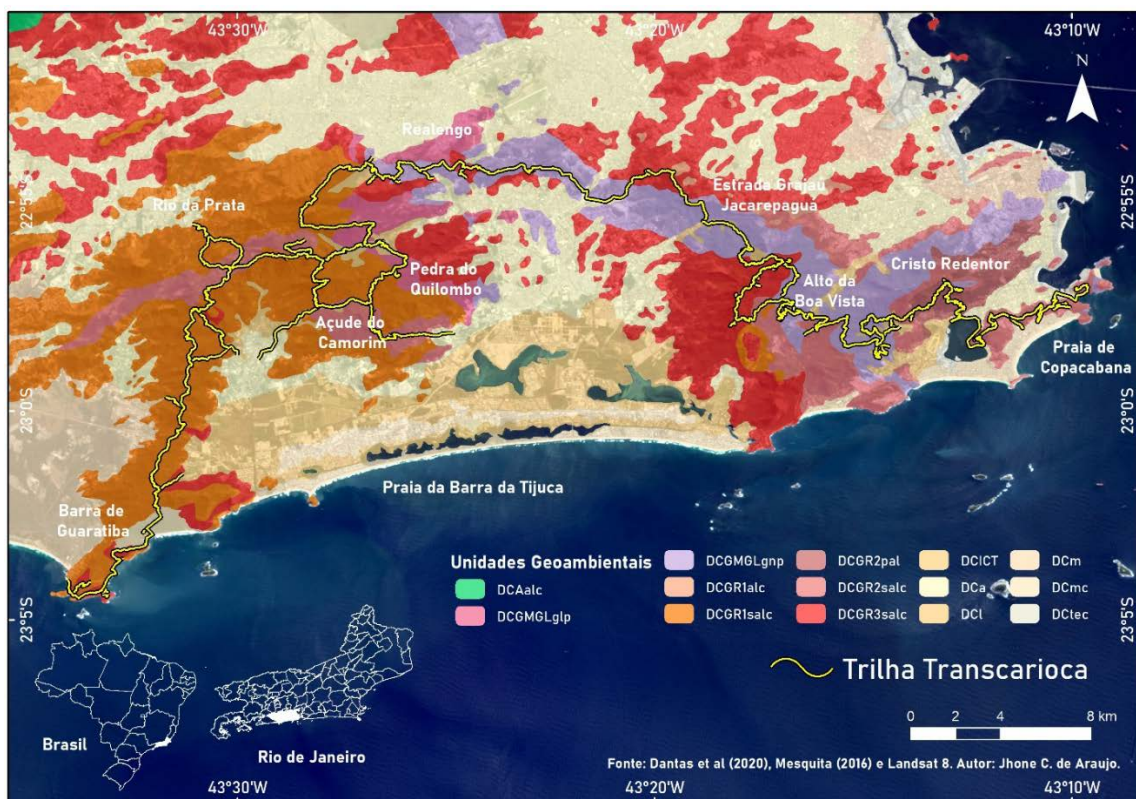 43°30'W 43°20'W 43°10'W
N
Realengo
22°55'S
22°55'S
Estrada Grajaú
Jacarepaguá
Rio da Prata
Cristo Redentor
Pedra do
Quilombo
Alto da
Boa Vista
Açude do
Camorim
Praia de
Copacabana
23°0'S
23°0'S
Praia da Barra da Tijuca
Barra de
Guaratiba
Unidades Geoambientais
DCAalc
DCGMGLglp
DCGMGLgnp
DCGR1alc
DCGR1salc
DCGR2pal
DCGR2salc
DCGR3salc
DCICT
DCa
DCl
DCm
DCmc
DCtec
23°5'S
23°5'S
Trilha Transcarioca
0 2 4 8 km
Brasil
Rio de Janeiro
Fonte: Dantas et al (2020), Mesquita (2016) e Landsat 8. Autor: Jhone C. de Araujo.
43°30'W 43°20'W 43°10'W